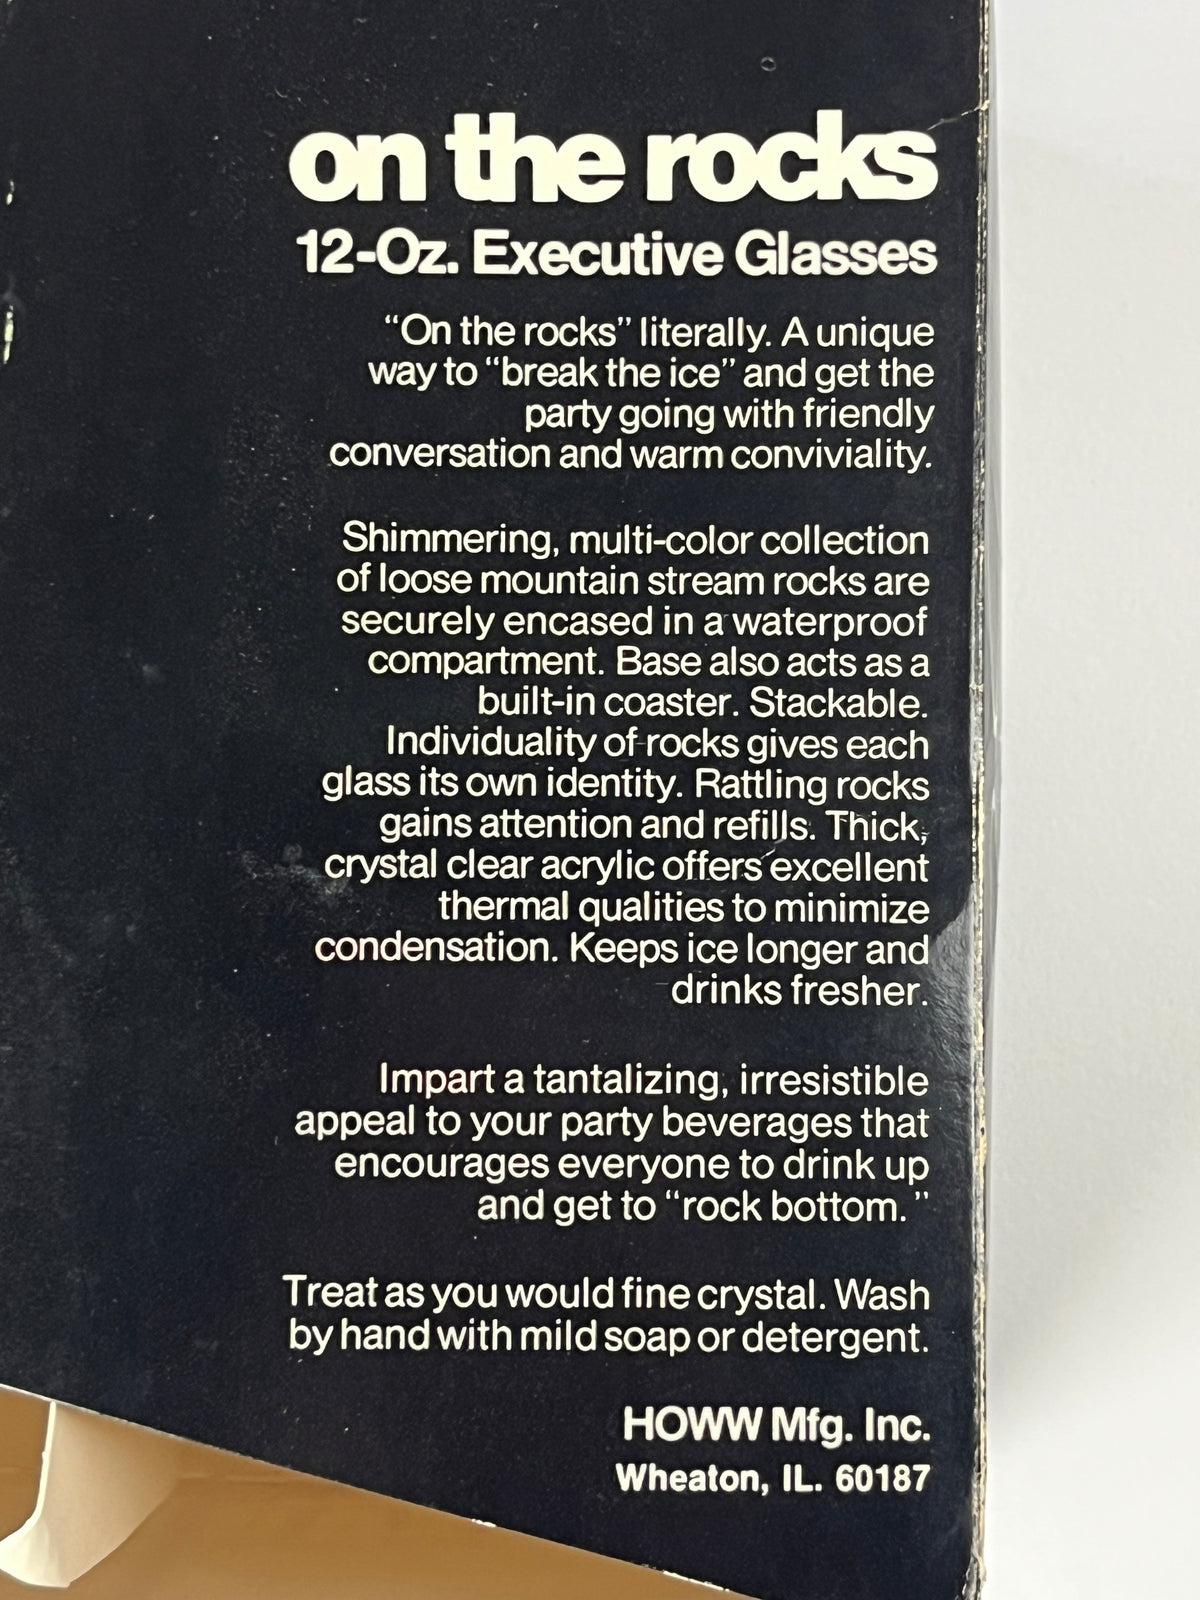 on the rocks
12-Oz. Executive Glasses
“On the rocks” literally. A unique
way to “break the ice” and get the
party going with friendly
conversation and warm conviviality.
Shimmering, multi-color collection
of loose mountain stream rocks are
securely encased in a waterproof
compartment. Base also acts as a
built-in coaster. Stackable.
Individuality of rocks gives each
glass its own identity. Rattling rocks
gains attention and refills. Thick,
crystal clear acrylic offers excellent
thermal qualities to minimize
condensation. Keeps ice longer and
drinks fresher.
Impart a tantalizing, irresistible
appeal to your party beverages that
encourages everyone to drink up
and get to “rock bottom.”
Treat as you would fine crystal. Wash
by hand with mild soap or detergent.
HOWW Mfg. Inc.
Wheaton, IL. 60187